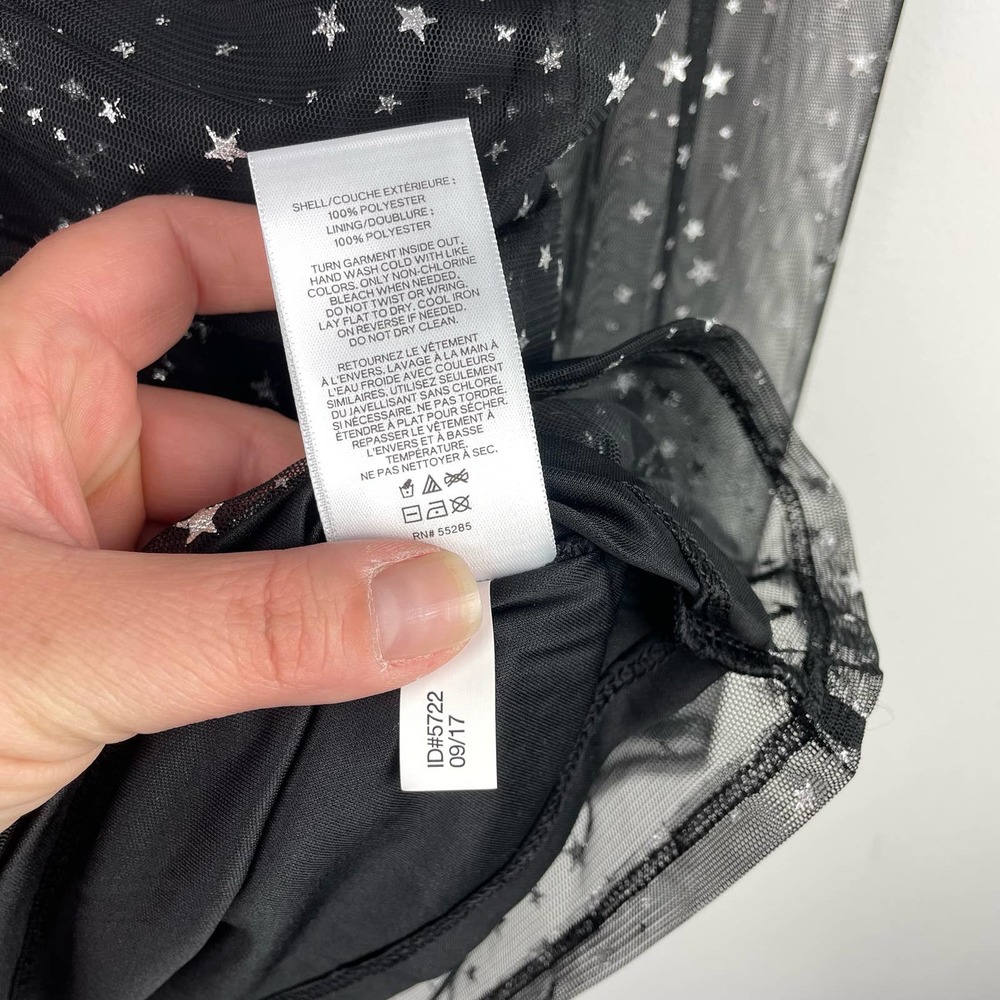 SHELL/COUCHE EXTÉRIEURE :
100% POLYESTER
LINING/DOUBLURE :
100% POLYESTER
TURN GARMENT INSIDE OUT.
HAND WASH COLD WITH LIKE
COLORS. ONLY NON-CHLORINE
BLEACH WHEN NEEDED.
DO NOT TWIST OR WRING.
LAY FLAT TO DRY. COOL IRON
ON REVERSE IF NEEDED.
DO NOT DRY CLEAN.
RETOURNEZ LE VÊTEMENT
À L'ENVERS. LAVAGE À LA MAIN À
L'EAU FROIDE AVEC COULEURS
SIMILAIRES. UTILISEZ SEULEMENT
DU JAVELLISANT SANS CHLORE,
SI NÉCESSAIRE. NE PAS TORDRE.
ÉTENDRE À PLAT POUR SÉCHER.
REPASSER LE VÊTEMENT À
L'ENVERS ET À BASSE
TEMPÉRATURE.
NE PAS NETTOYER À SEC.
RN# 55285
ID#5722
09/17